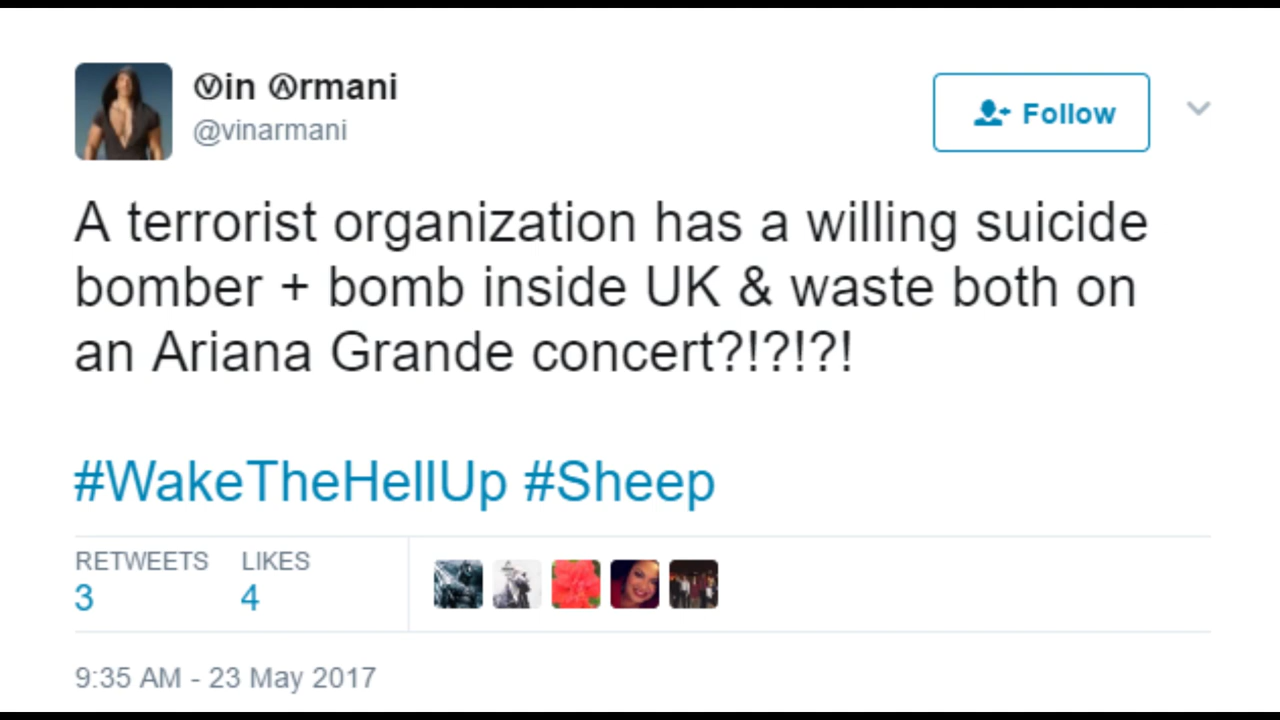 Ⓥin Ⓐrmani
@vinarmani
Follow
A terrorist organization has a willing suicide
bomber + bomb inside UK & waste both on
an Ariana Grande concert?!?!?!
#WakeTheHellUp #Sheep
RETWEETS LIKES
3 4
9:35 AM - 23 May 2017